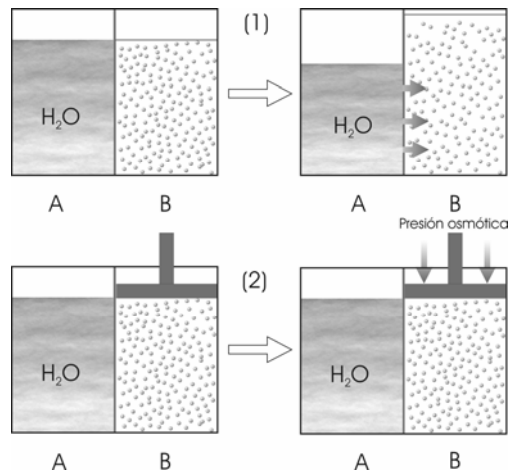 (1)
H₂O
H₂O
A B A B
Presión osmótica
(2)
H₂O
H₂O
A B A B